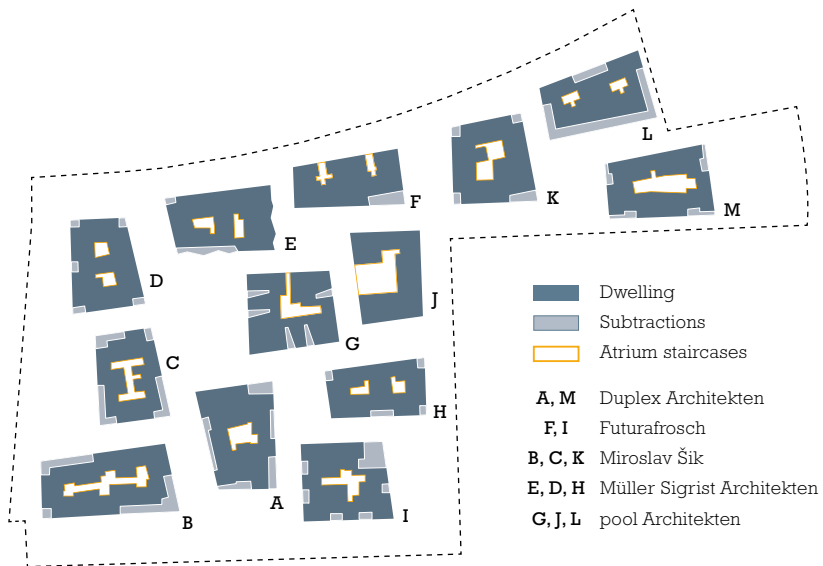 L
K
M
F
E
D
J
G
C
H
A
B
I
Dwelling
Subtractions
Atrium staircases
A, M Duplex Architekten
F, I Futurafrosch
B, C, K Miroslav Šik
E, D, H Müller Sigrist Architekten
G, J, L pool Architekten